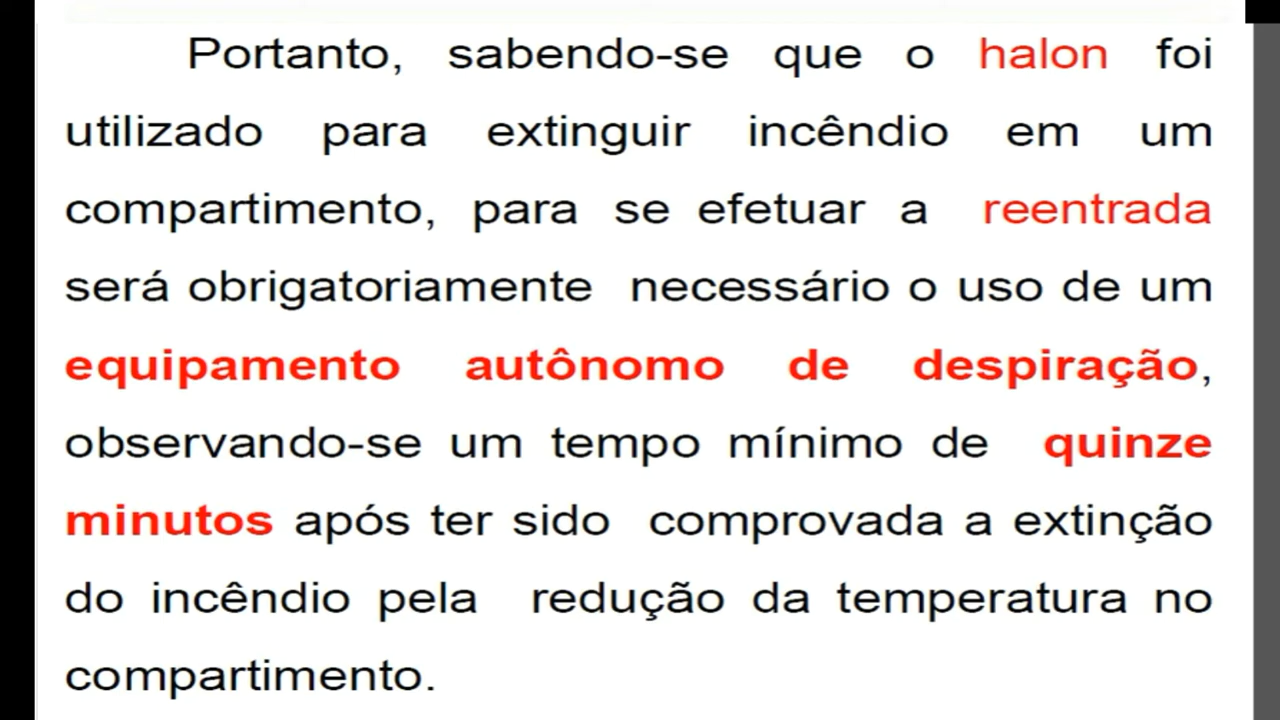 Portanto, sabendo-se que o halon foi
utilizado para extinguir incêndio em um
compartimento, para se efetuar a reentrada
será obrigatoriamente necessário o uso de um
equipamento autônomo de despiração,
observando-se um tempo mínimo de quinze
minutos após ter sido comprovada a extinção
do incêndio pela redução da temperatura no
compartimento.